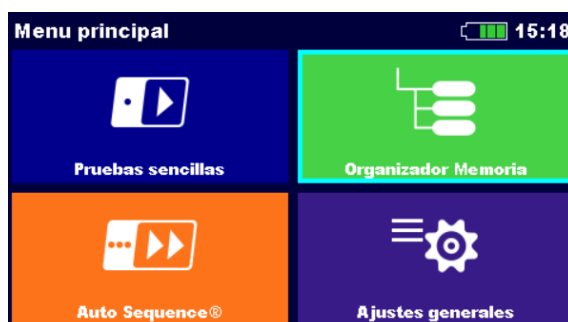 Menu principal
15:18
Pruebas sencillas
Organizador Memoria
Auto Sequence®
Ajustes generales